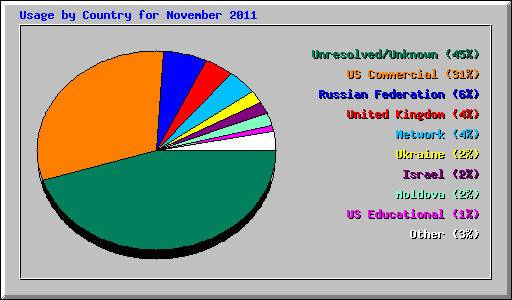 Usage by Country for November 2011
Unresolved/Unknown (45%)
US Commercial (31%)
Russian Federation (6%)
United Kingdom (4%)
Network (4%)
Ukraine (2%)
Israel (2%)
Moldova (2%)
US Educational (1%)
Other (3%)